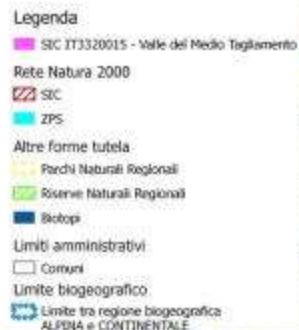 Legenda
SIC IT3320015 - Valle del Medio Tagliamento
Rete Natura 2000
SIC
ZPS
Altre forme tutela
Parchi Naturali Regionali
Riserve Naturali Regionali
Biotopi
Limiti amministrativi
Comuni
Limite biogeografico
Limite tra regione biogeografica
ALPINA e CONTINENTALE